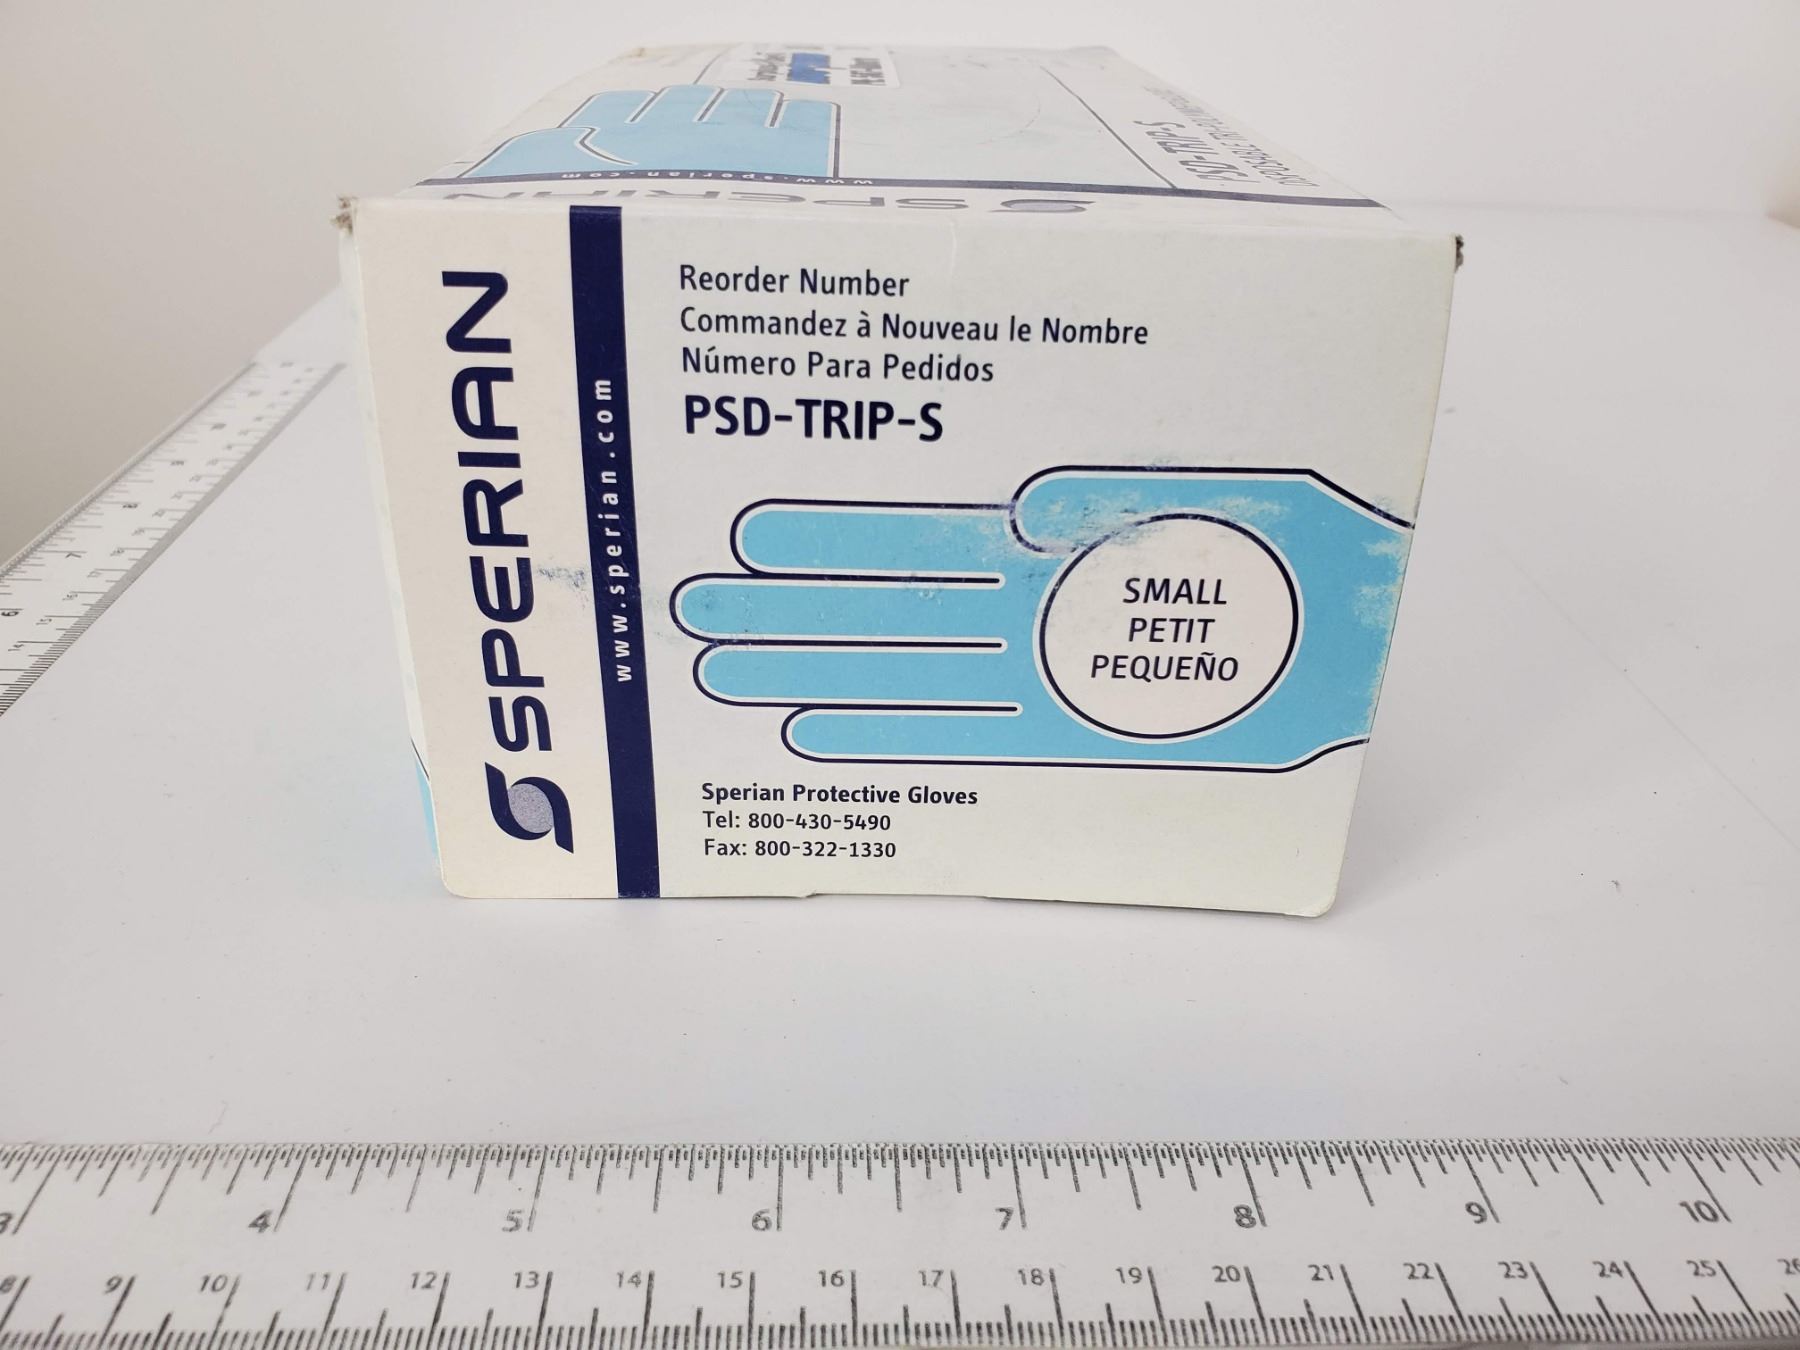 PSD-TRIP-S
www.sperian.com
SPERIAN
SPERIAN
www.sperian.com
Reorder Number
Commandez à Nouveau le Nombre
Número Para Pedidos
PSD-TRIP-S
SMALL
PETIT
PEQUEÑO
Sperian Protective Gloves
Tel: 800-430-5490
Fax: 800-322-1330
3 4 5 6 7 8 9 10
8 9 10 11 12 13 14 15 16 17 18 19 20 21 22 23 24 25 26